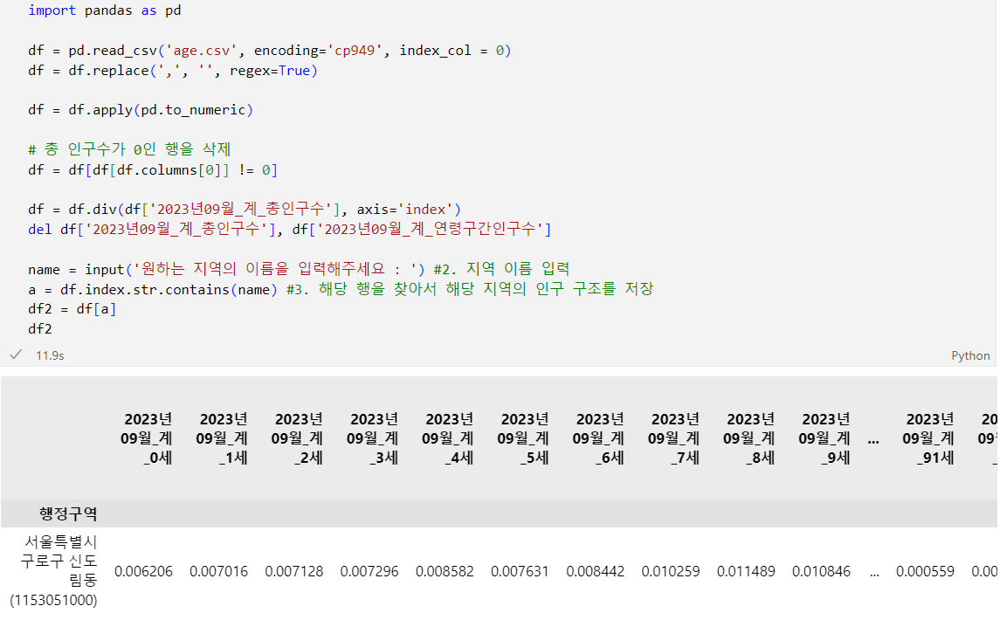 import pandas as pd
df = pd.read_csv('age.csv', encoding='cp949', index_col = 0)
df = df.replace(',', '', regex=True)
df = df.apply(pd.to_numeric)
# 총 인구수가 0인 행을 삭제
df = df[df[df.columns[0]] != 0]
df = df.div(df['2023년09월_계_총인구수'], axis='index')
del df['2023년09월_계_총인구수'], df['2023년09월_계_연령구간인구수']
name = input('원하는 지역의 이름을 입력해주세요 : ') #2. 지역 이름 입력
a = df.index.str.contains(name) #3. 해당 행을 찾아서 해당 지역의 인구 구조를 저장
df2 = df[a]
df2
11.9s Python
2023년 2023년 2023년 2023년 2023년 2023년 2023년 2023년 2023년 2023년 2023년
09월_계 09월_계 09월_계 09월_계 09월_계 09월_계 09월_계 09월_계 09월_계 09월_계 ... 09월_계
_0세 _1세 _2세 _3세 _4세 _5세 _6세 _7세 _8세 _9세 _91세
행정구역
서울특별시
구로구 신도
림동 0.006206 0.007016 0.007128 0.007296 0.008582 0.007631 0.008442 0.010259 0.011489 0.010846 ... 0.000559
(1153051000)